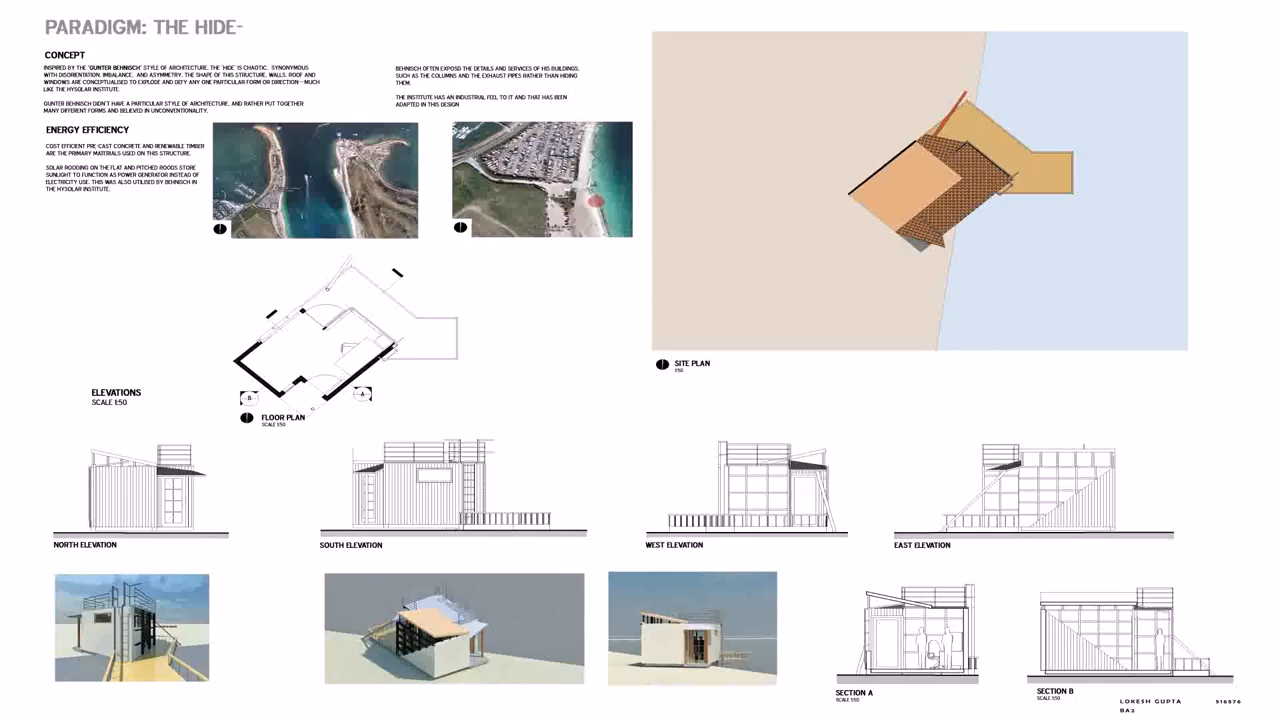 PARADIGM: THE HIDE-
CONCEPT
INSPIRED BY THE 'GUNTER BEHNISCH' STYLE OF ARCHITECTURE. THE 'HIDE' IS CHAOTIC, SYNONYMOUS
WITH DISORENTATION, IMBALANCE, AND ASYMMETRY. THE SHAPE OF THIS STRUCTURE, WALLS, ROOF AND
WINDOWS ARE CONCEPTUALISED TO EXPLODE AND DEFY ANY ONE PARTICULAR FORM OR DIRECTION—MUCH
LIKE THE HYSOLAR INSTITUTE.
GUNTER BEHNISCH DIDN'T HAVE A PARTICULAR STYLE OF ARCHITECTURE, AND RATHER PUT TOGETHER
MANY DIFFERENT FORMS AND BELIEVED IN UNCONVENTIONALITY.
BEHNISCH OFTEN EXPOSD THE DETAILS AND SERVICES OF HIS BUILDINGS,
SUCH AS THE COLUMNS AND THE EXHAUST PIPES RATHER THAN HIDING
THEM.
THE INSTITUTE HAS AN INDUSTRIAL FEEL TO IT AND THAT HAS BEEN
ADAPTED IN THIS DESIGN
ENERGY EFFICIENCY
COST EFFICIENT PRE-CAST CONCRETE AND RENEWABLE TIMBER
ARE THE PRIMARY MATERIALS USED ON THIS STRUCTURE.
SOLAR ROODING ON THE FLAT AND PITCHED ROODS STORE
SUNLIGHT TO FUNCTION AS POWER GENERATOR INSTEAD OF
ELECTRICITY USE. THIS WAS ALSO UTILISED BY BEHNISCH IN
THE HYSOLAR INSTITUTE.
SITE PLAN
1:50
ELEVATIONS
SCALE 1:50
B
A
FLOOR PLAN
SCALE 1:50
NORTH ELEVATION
SOUTH ELEVATION
WEST ELEVATION
EAST ELEVATION
SECTION A
SCALE 1:50
SECTION B
SCALE 1:50
LOKESH GUPTA
BA2
916976